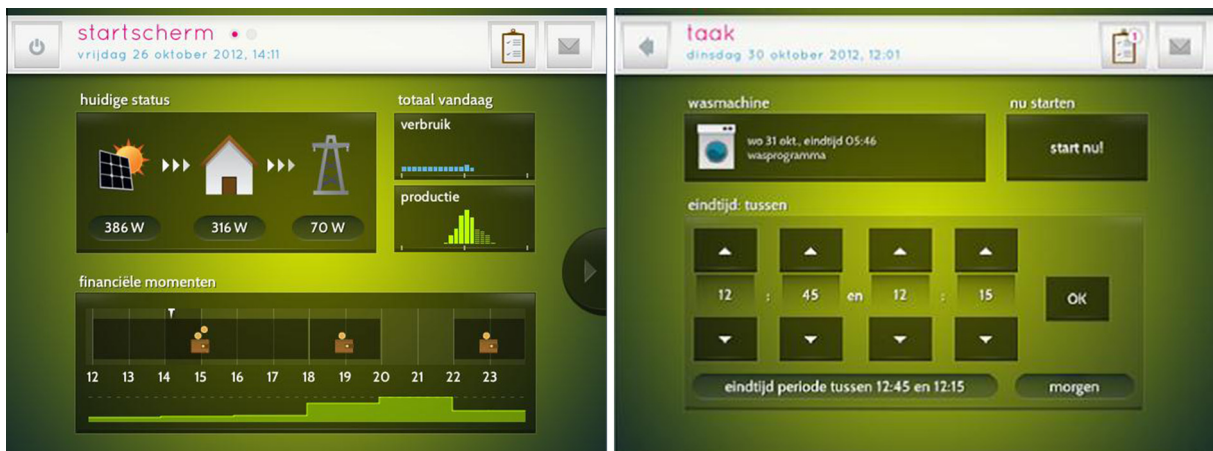 startscherm
vrijdag 26 oktober 2012, 14:11
huidige status
totaal vandaag
verbruik
productie
386 W
316 W
70 W
financiële momenten
12 13 14 15 16 17 18 19 20 21 22 23
taak
dinsdag 30 oktober 2012, 12:01
1
wasmachine
nu starten
wo 31 okt., eindtijd 05:46
wasprogramma
start nu!
eindtijd: tussen
12 : 45 en 12 : 15
OK
eindtijd periode tussen 12:45 en 12:15
morgen